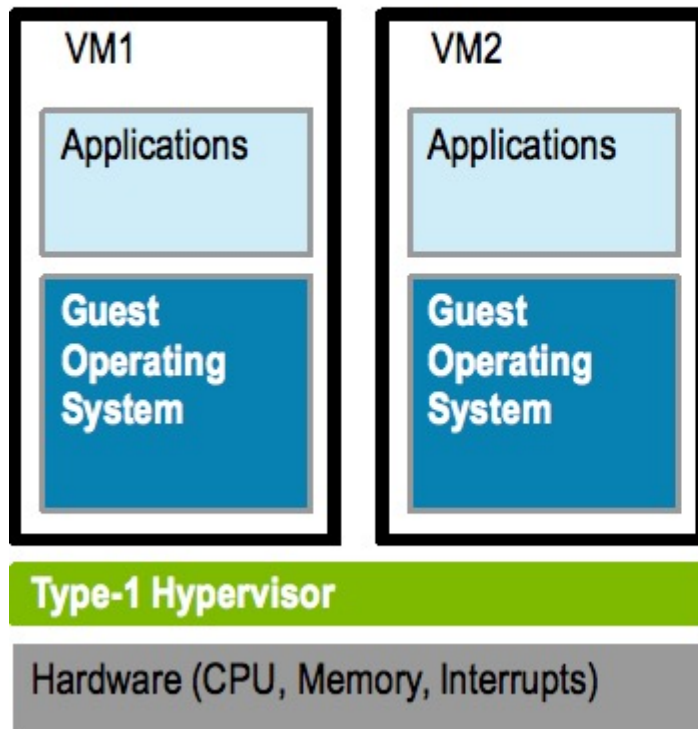 VM1
Applications
Guest
Operating
System
VM2
Applications
Guest
Operating
System
Type-1 Hypervisor
Hardware (CPU, Memory, Interrupts)